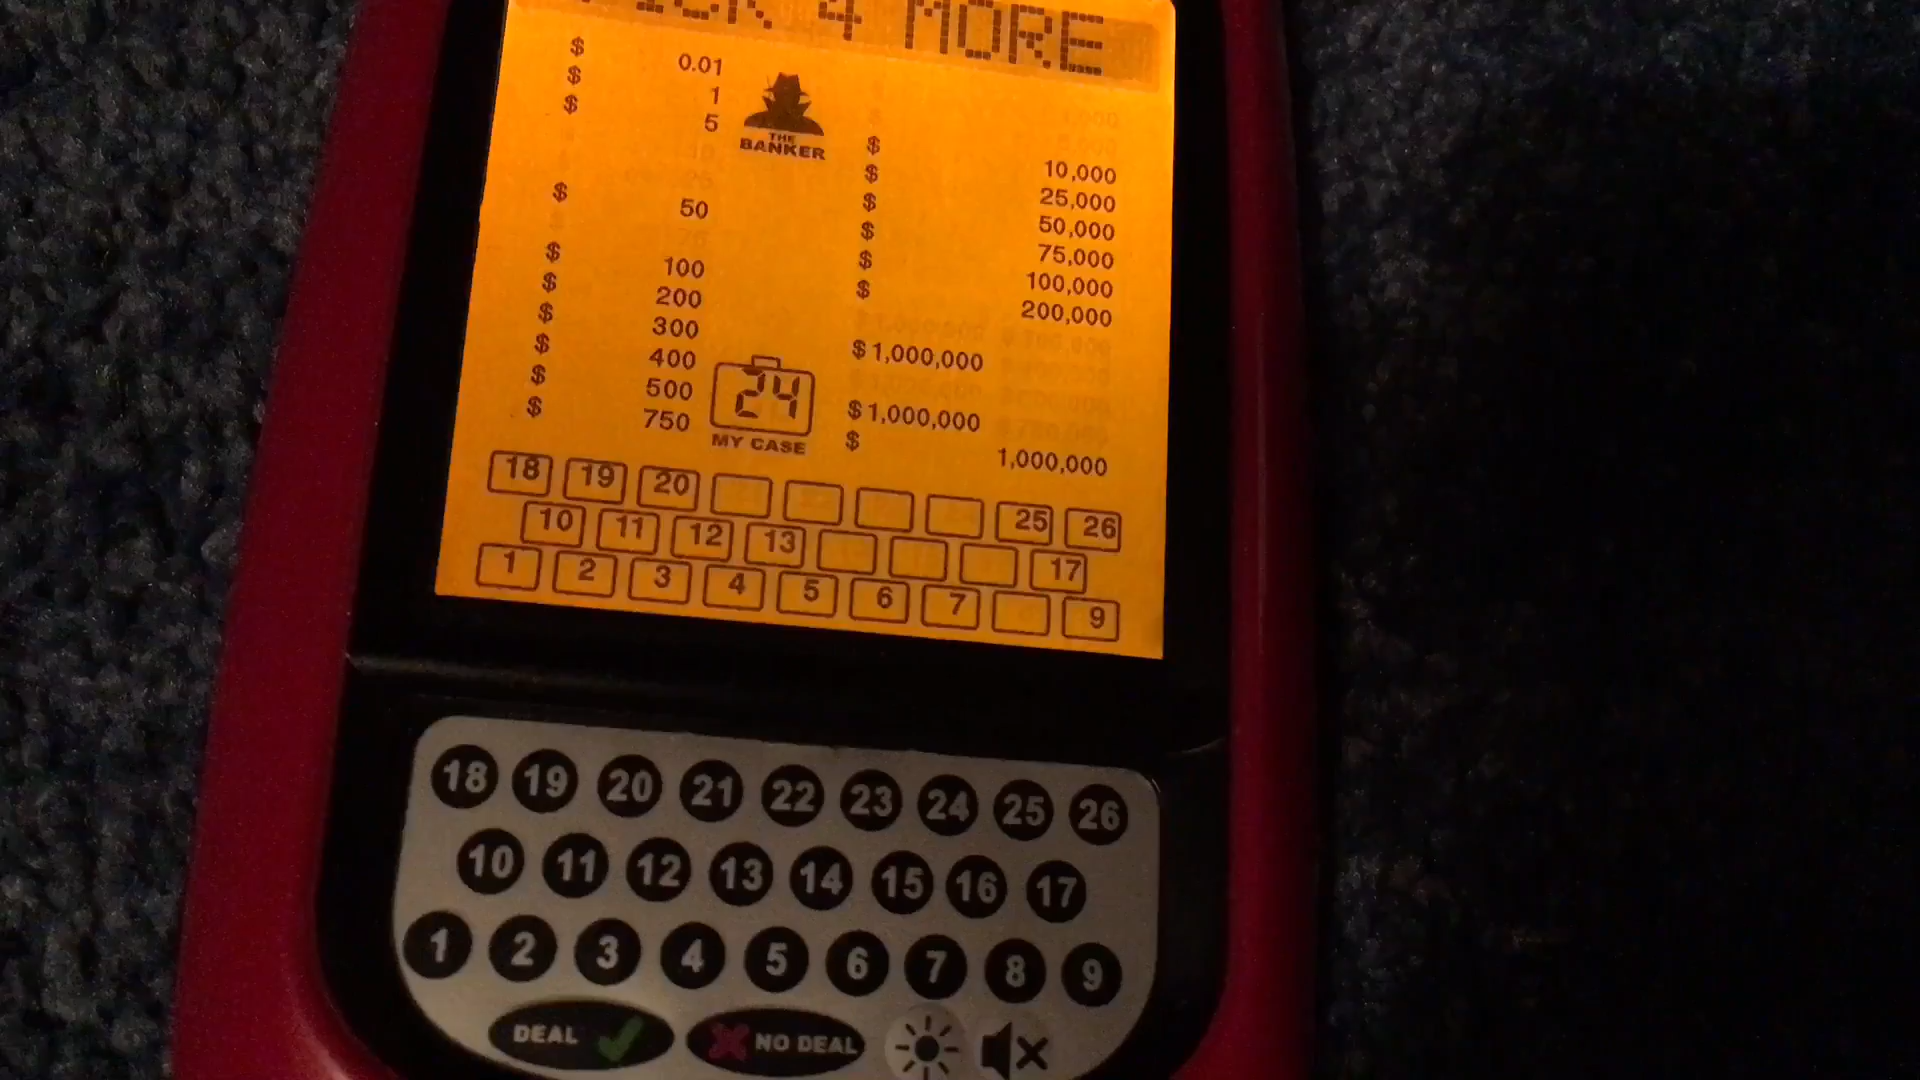 PICK 4 MORE
$ 0.01
$ 1
$ 5
$ 50
$ 100
$ 200
$ 300
$ 400
$ 500
$ 750
THE
BANKER
$ 10,000
$ 25,000
$ 50,000
$ 75,000
$ 100,000
$ 200,000
$1,000,000
$1,000,000
$ 1,000,000
24
MY CASE
18 19 20 25 26
10 11 12 13 17
1 2 3 4 5 6 7 9
18 19 20 21 22 23 24 25 26
10 11 12 13 14 15 16 17
1 2 3 4 5 6 7 8 9
DEAL NO DEAL